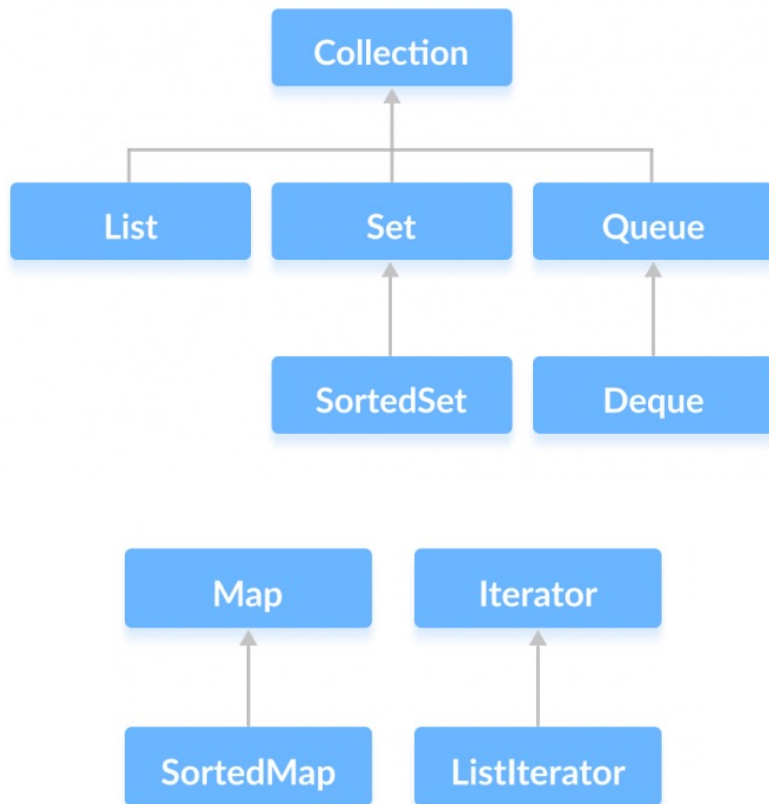 Collection
List
Set
Queue
SortedSet
Deque
Map
Iterator
SortedMap
ListIterator